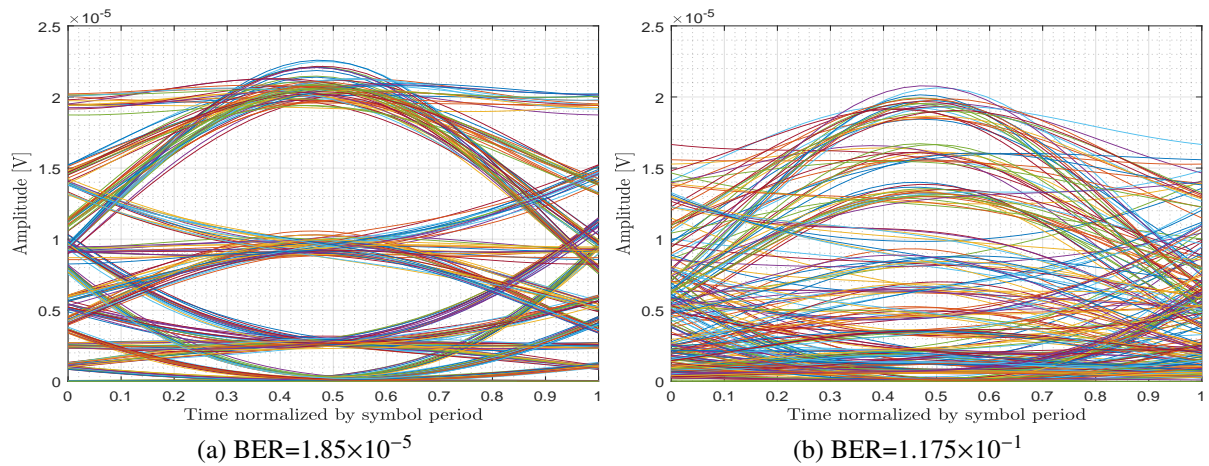 ×10⁻⁵
2.5
2
1.5
1
0.5
0
Amplitude [V]
0 0.1 0.2 0.3 0.4 0.5 0.6 0.7 0.8 0.9 1
Time normalized by symbol period
(a) BER=1.85×10⁻⁵
×10⁻⁵
2.5
2
1.5
1
0.5
0
Amplitude [V]
0 0.1 0.2 0.3 0.4 0.5 0.6 0.7 0.8 0.9 1
Time normalized by symbol period
(b) BER=1.175×10⁻¹